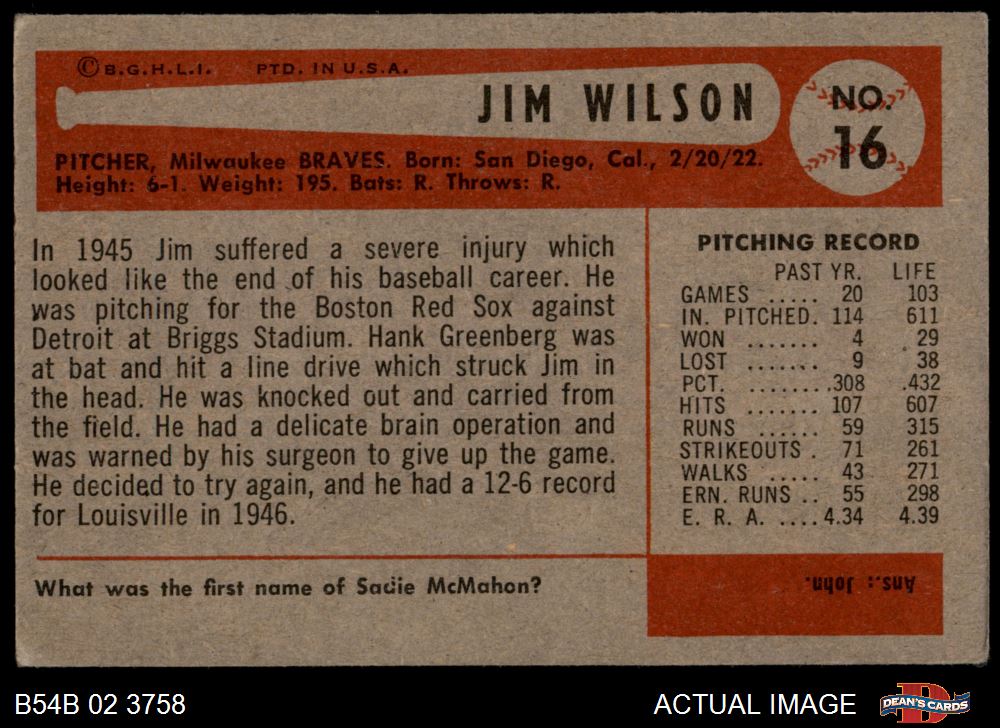 ©B.G.H.L.I. PTD. IN U.S.A.
JIM WILSON
NO.
16
PITCHER, Milwaukee BRAVES. Born: San Diego, Cal., 2/20/22.
Height: 6-1. Weight: 195. Bats: R. Throws: R.
In 1945 Jim suffered a severe injury which
looked like the end of his baseball career. He
was pitching for the Boston Red Sox against
Detroit at Briggs Stadium. Hank Greenberg was
at bat and hit a line drive which struck Jim in
the head. He was knocked out and carried from
the field. He had a delicate brain operation and
was warned by his surgeon to give up the game.
He decided to try again, and he had a 12-6 record
for Louisville in 1946.
PITCHING RECORD
PAST YR. LIFE
GAMES ..... 20 103
IN. PITCHED. 114 611
WON ....... 4 29
LOST ....... 9 38
PCT. ........ .308 .432
HITS ....... 107 607
RUNS ...... 59 315
STRIKEOUTS . 71 261
WALKS ..... 43 271
ERN. RUNS .. 55 298
E. R. A. ....4.34 4.39
What was the first name of Sadie McMahon?
Ans.: John.
B54B 02 3758
ACTUAL IMAGE
D
DEAN'S CARDS